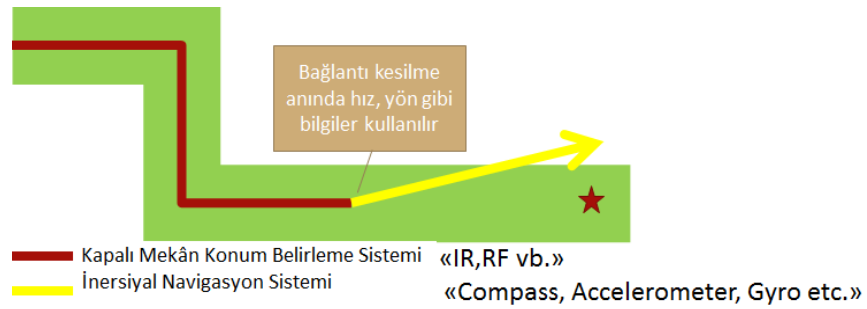 Bağlantı kesilme
anında hız, yön gibi
bilgiler kullanılır
Kapalı Mekân Konum Belirleme Sistemi «IR,RF vb.»
İnersiyal Navigasyon Sistemi
«Compass, Accelerometer, Gyro etc.»